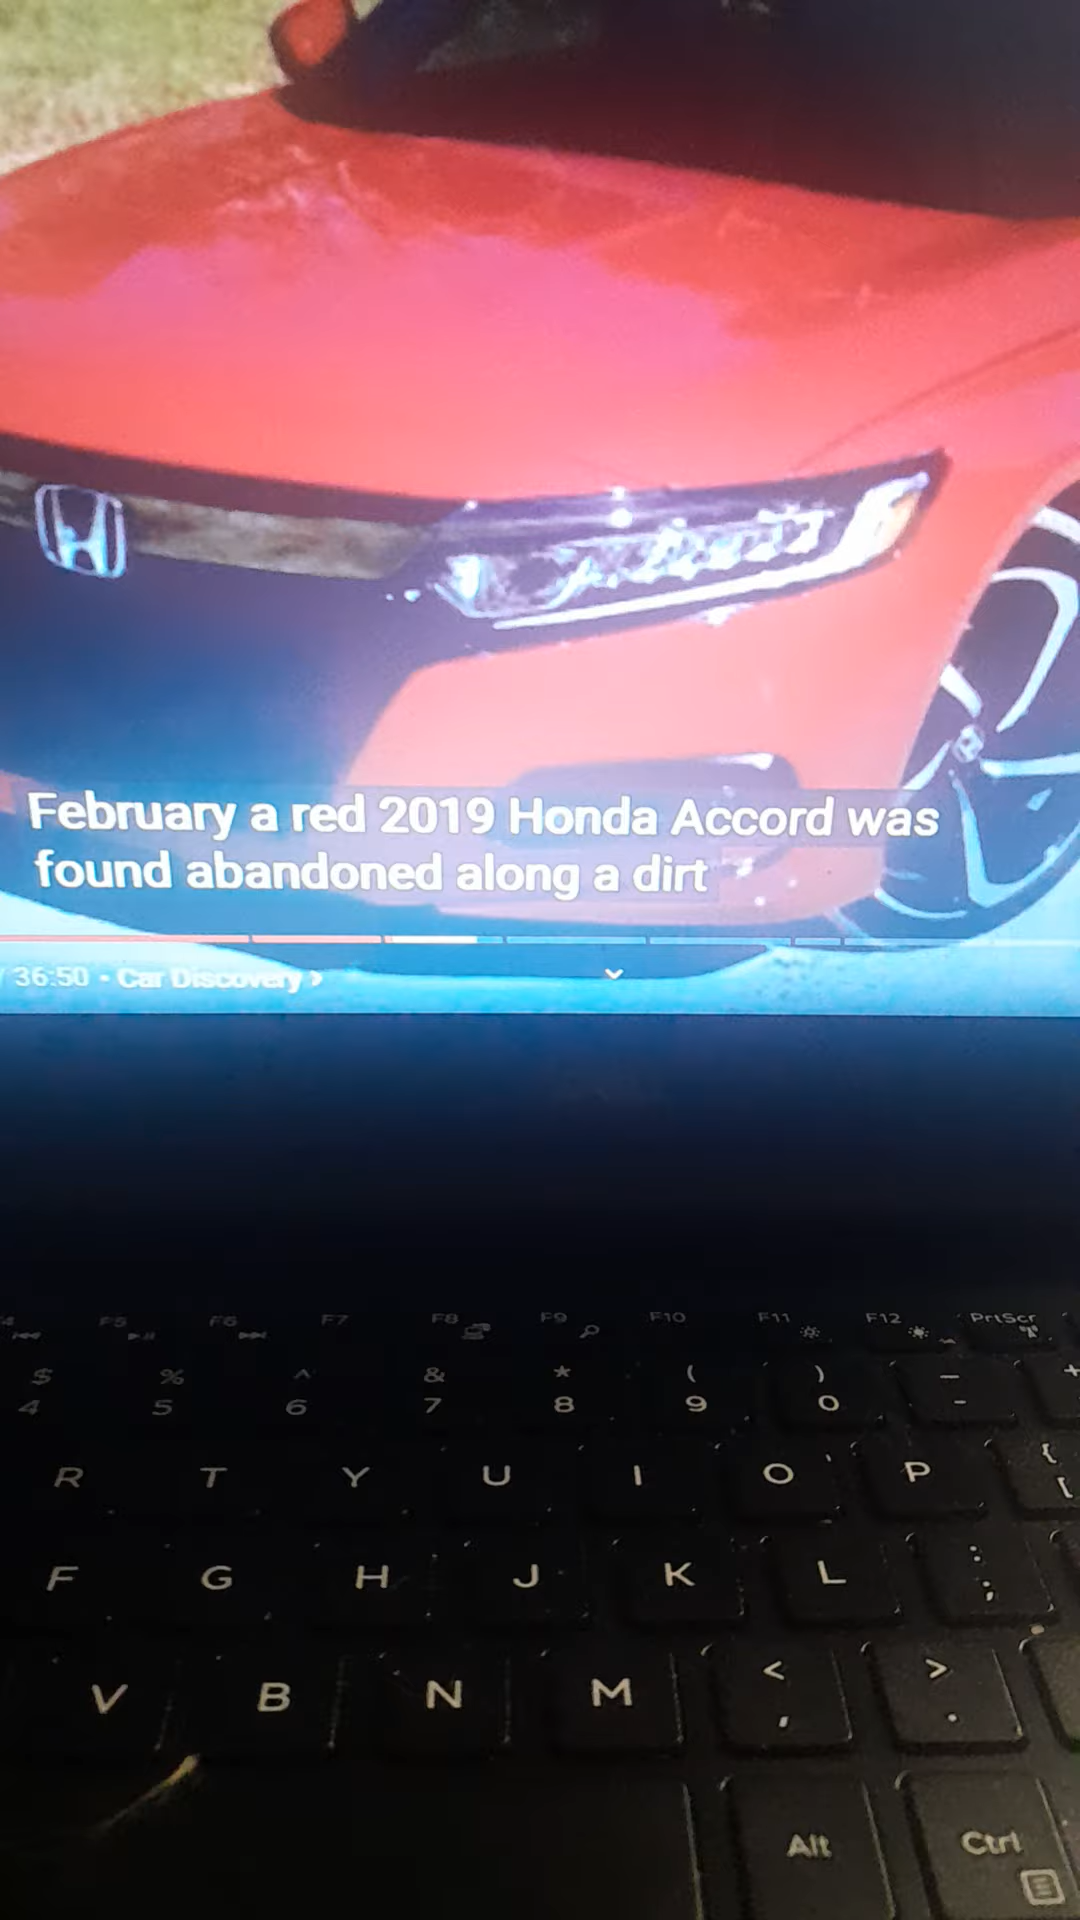 February a red 2019 Honda Accord was
found abandoned along a dirt
/ 36:50 • Car Discovery ›
F5 F6 F7 F8 F9 F10 F11 F12 PrtScr
$ % ^ & * ( ) — +
4 5 6 7 8 9 0 -
R T Y U I O P { [
F G H J K L : ;
V B N M < , > .
Alt Ctrl